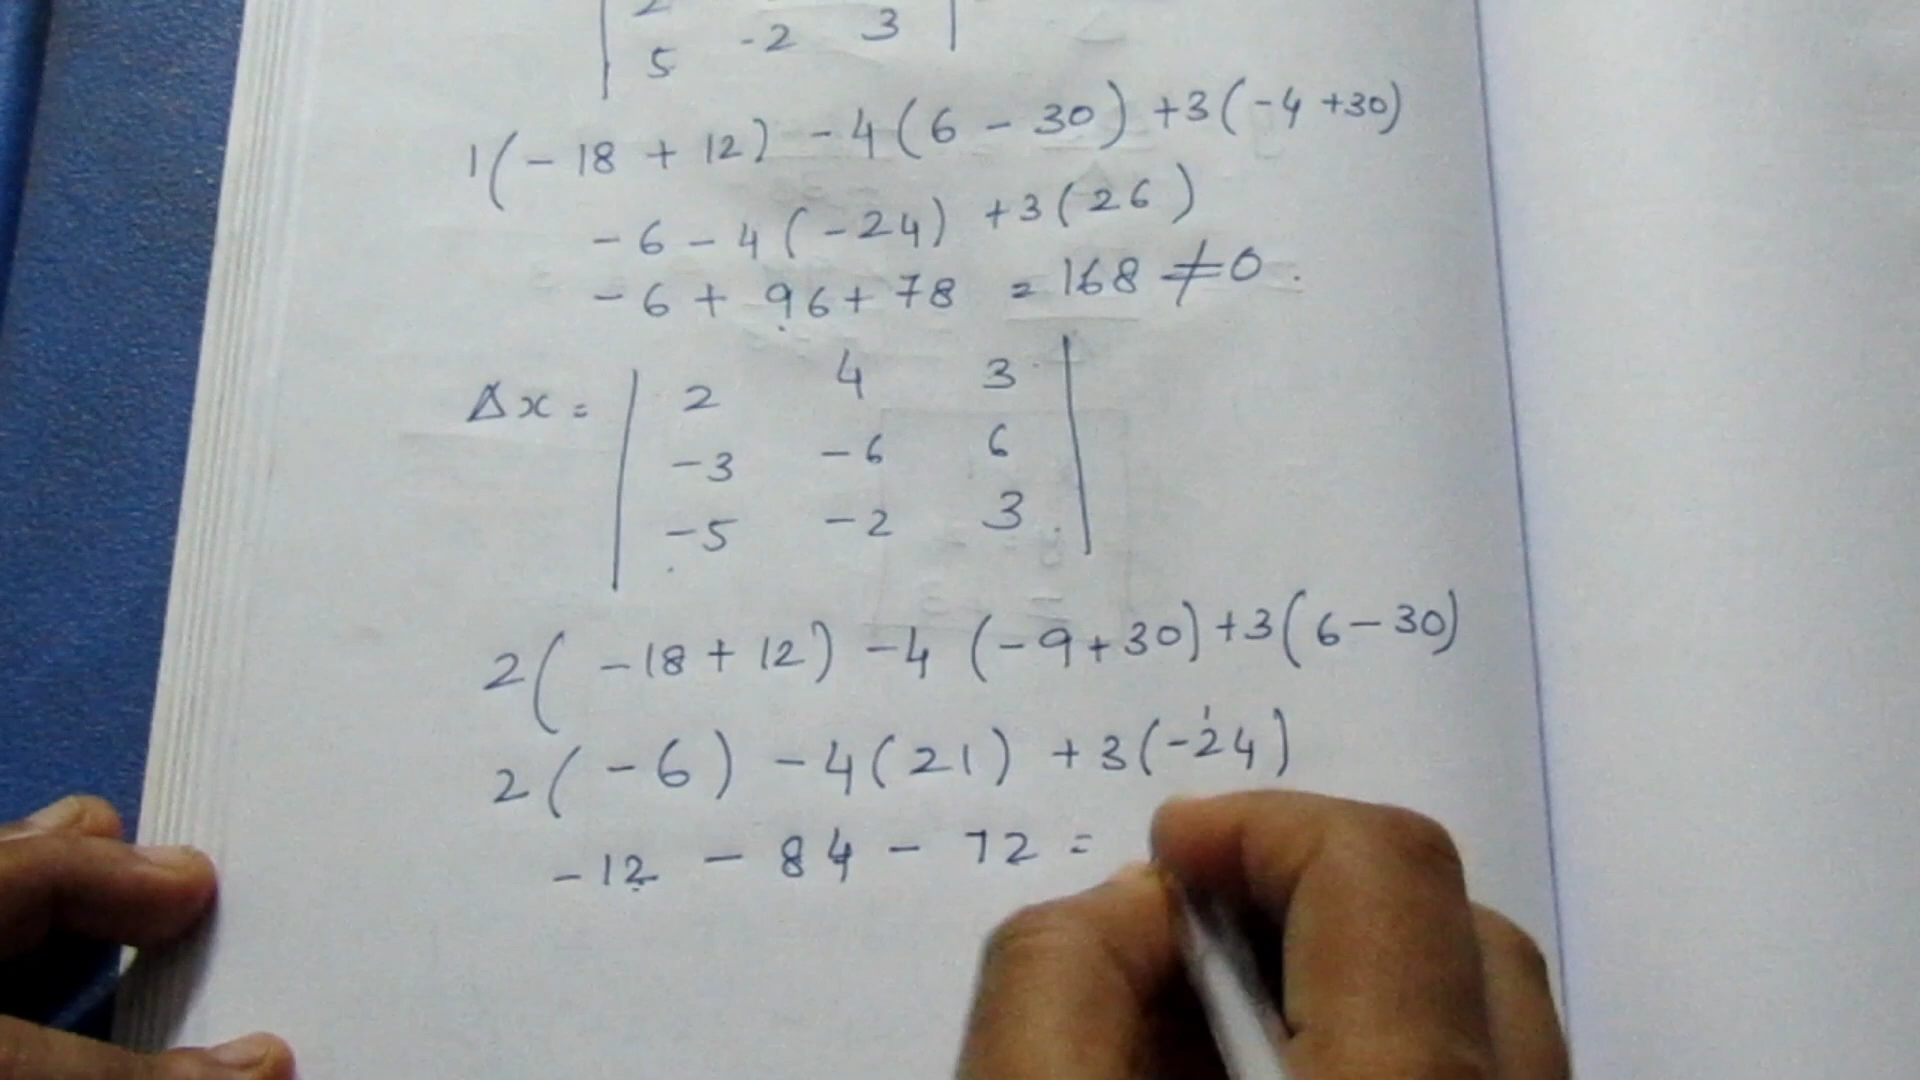 | 5 -2 3 |
1(-18 + 12) -4(6 - 30) +3(-4 +30)
-6 -4(-24) +3(26)
-6 + 96 + 78 = 168 ≠ 0.
Δx = | 2 4 3 |
| -3 -6 6 |
| -5 -2 3 |
2(-18 + 12) -4(-9+30) +3(6-30)
2(-6) -4(21) +3(-24)
-12 - 84 - 72 =